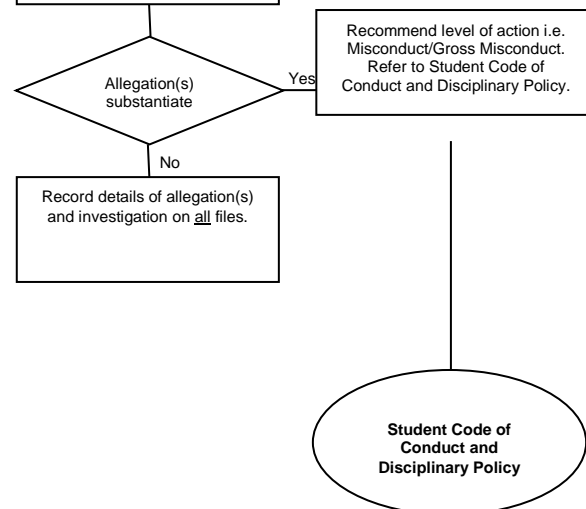 Recommend level of action i.e.
Misconduct/Gross Misconduct.
Refer to Student Code of
Conduct and Disciplinary Policy.
Allegation(s)
substantiate
Yes
No
Record details of allegation(s)
and investigation on all files.
Student Code of
Conduct and
Disciplinary Policy